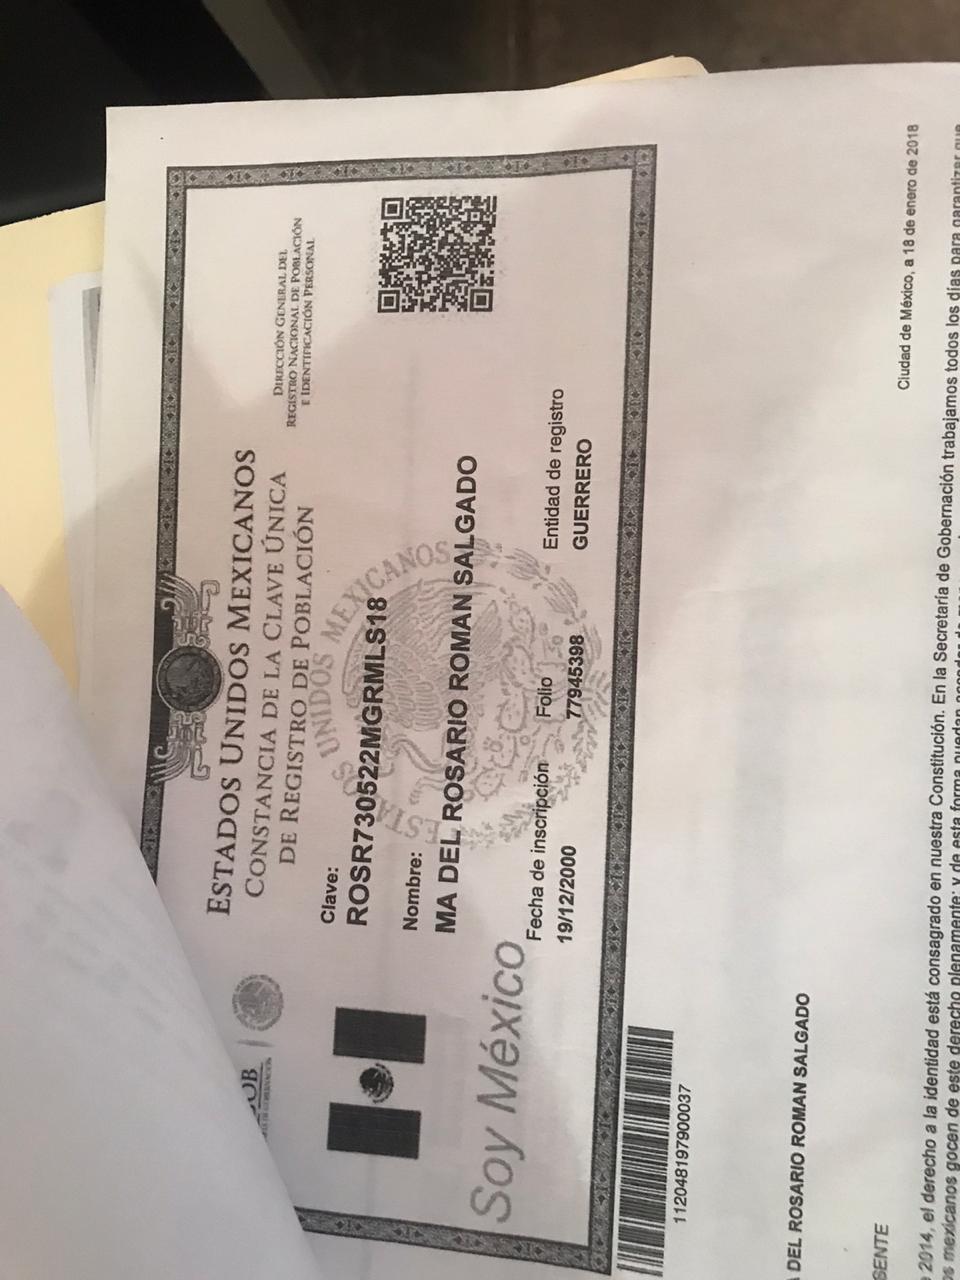 ESTADOS UNIDOS MEXICANOS
CONSTANCIA DE LA CLAVE ÚNICA
DE REGISTRO DE POBLACIÓN
DIRECCIÓN GENERAL DEL
REGISTRO NACIONAL DE POBLACIÓN
E IDENTIFICACIÓN PERSONAL
Clave:
ROSR730522MGRMLS18
Nombre:
MA DEL ROSARIO ROMAN SALGADO
Soy México
Fecha de inscripción Folio Entidad de registro
19/12/2000 77945398 GUERRERO
ESTADOS UNIDOS MEXICANOS
112048197900037
DEL ROSARIO ROMAN SALGADO
Ciudad de México, a 18 de enero de 2018
2014, el derecho a la identidad está consagrado en nuestra Constitución. En la Secretaría de Gobernación trabajamos todos los días para garantizar que
mexicanos gocen de este derecho plenamente; y de esta forma puedan